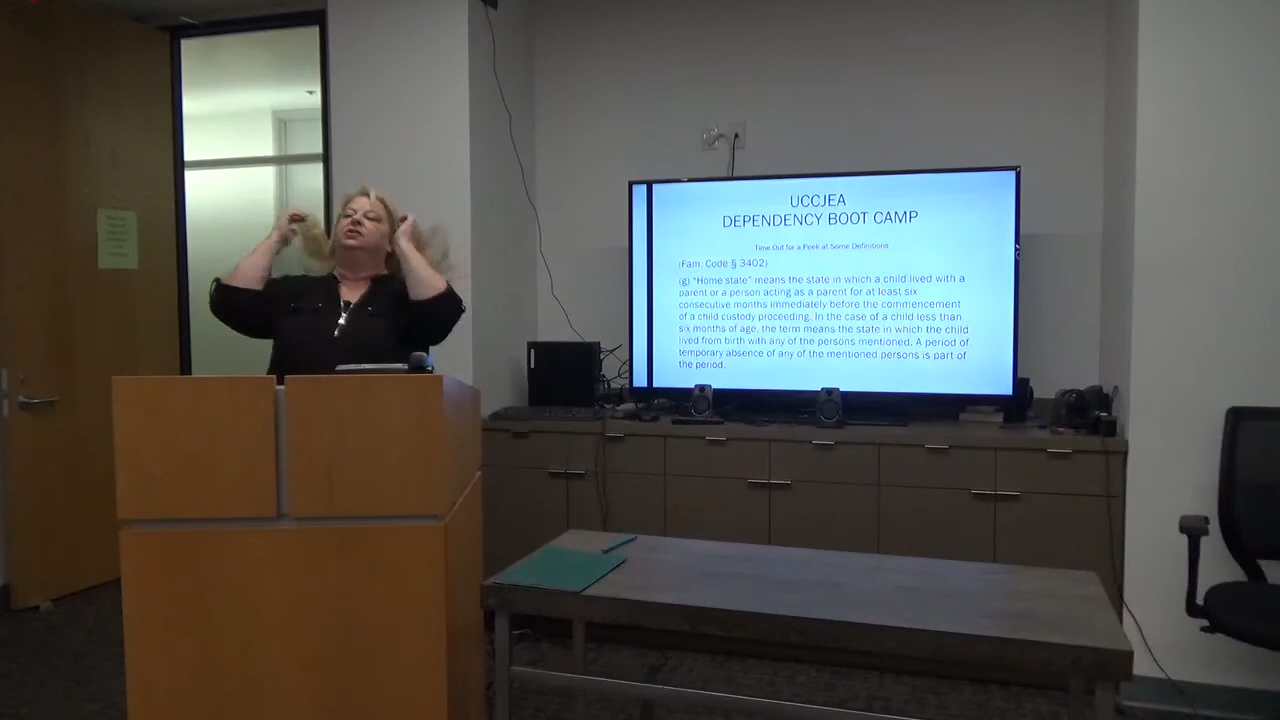 UCCJEA
DEPENDENCY BOOT CAMP
Time Out for a Peek at Some Definitions
(Fam. Code § 3402)
(g) “Home state” means the state in which a child lived with a
parent or a person acting as a parent for at least six
consecutive months immediately before the commencement
of a child custody proceeding. In the case of a child less than
six months of age, the term means the state in which the child
lived from birth with any of the persons mentioned. A period of
temporary absence of any of the mentioned persons is part of
the period.